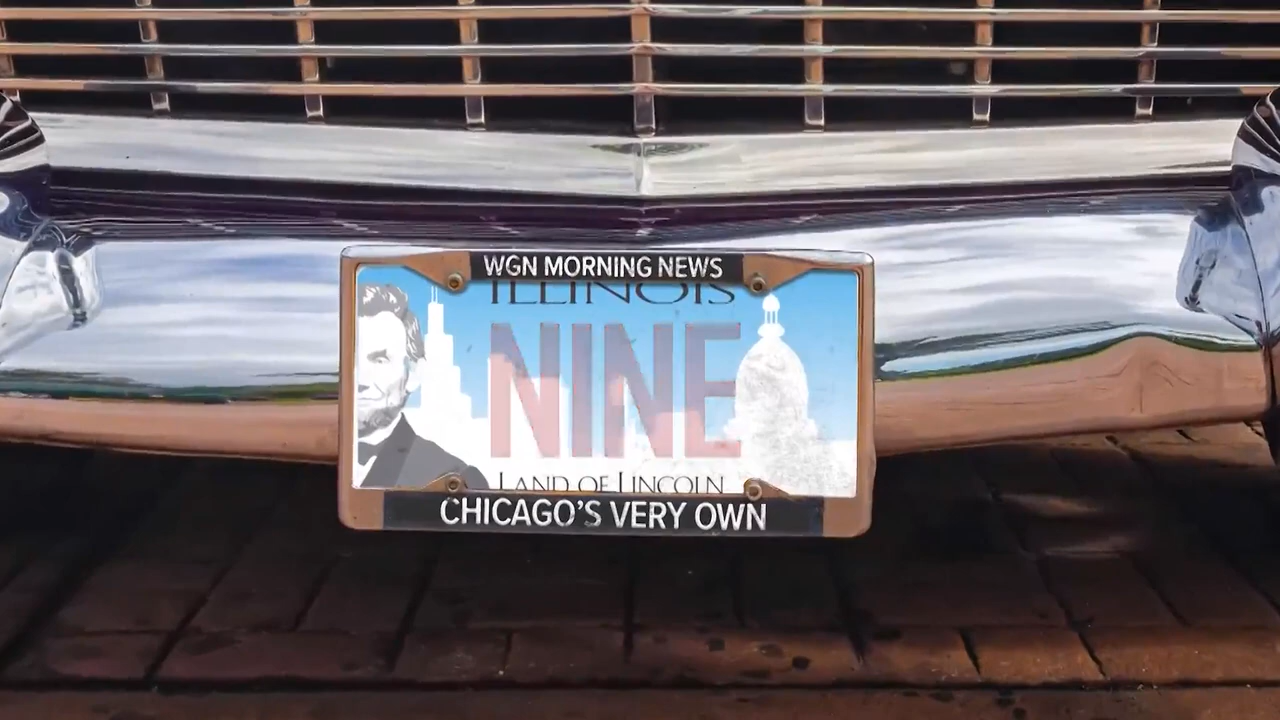 WGN MORNING NEWS
ILLINOIS
NINE
LAND OF LINCOLN
CHICAGO'S VERY OWN